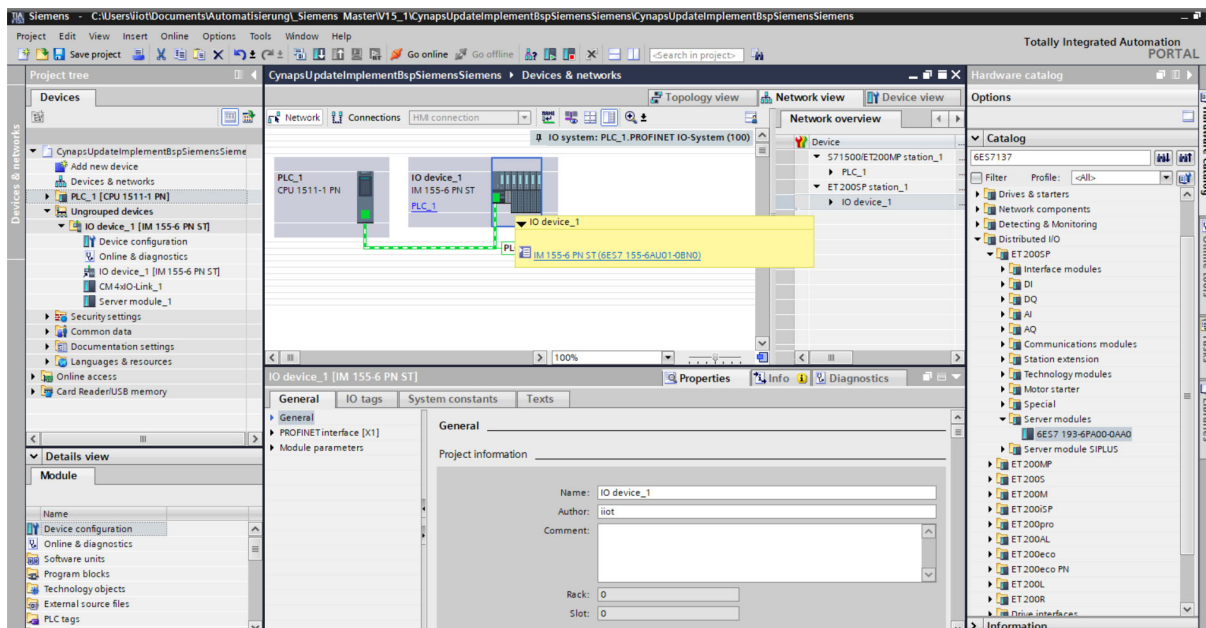 Siemens - C:\Users\iiot\Documents\Automatisierung\_Siemens Master\V15_1\CynapsUpdateImplementBspSiemensSiemens\CynapsUpdateImplementBspSiemensSiemens
Project Edit View Insert Online Options Tools Window Help
Totally Integrated Automation
PORTAL
Save project
Go online
Go offline
<Search in project>
Project tree
Devices
Devices & networks
CynapsUpdateImplementBspSiemensSieme
Add new device
Devices & networks
PLC_1 [CPU 1511-1 PN]
Ungrouped devices
IO device_1 [IM 155-6 PN ST]
Device configuration
Online & diagnostics
IO device_1 [IM 155-6 PN ST]
CM 4xIO-Link_1
Server module_1
Security settings
Common data
Documentation settings
Languages & resources
Online access
Card Reader/USB memory
Details view
Module
Name
Device configuration
Online & diagnostics
Software units
Program blocks
Technology objects
External source files
PLC tags
CynapsUpdateImplementBspSiemensSiemens ▸ Devices & networks
Topology view
Network view
Device view
Network
Connections
HMI connection
IO system: PLC_1.PROFINET IO-System (100)
PLC_1
CPU 1511-1 PN
IO device_1
IM 155-6 PN ST
PLC_1
PL
IO device_1
IM 155-6 PN ST (6ES7 155-6AU01-0BN0)
100%
Network overview
Device
S71500/ET200MP station_1
PLC_1
ET 200SP station_1
IO device_1
IO device_1 [IM 155-6 PN ST]
Properties
Info
Diagnostics
General
IO tags
System constants
Texts
General
PROFINET interface [X1]
Module parameters
General
Project information
Name: IO device_1
Author: iiot
Comment:
Rack: 0
Slot: 0
Hardware catalog
Options
Catalog
6ES7137
Filter
Profile: <All>
Drives & starters
Network components
Detecting & Monitoring
Distributed I/O
ET 200SP
Interface modules
DI
DQ
AI
AQ
Communications modules
Station extension
Technology modules
Motor starter
Special
Server modules
6ES7 193-6PA00-0AA0
Server module SIPLUS
ET 200MP
ET 200S
ET 200M
ET 200iSP
ET 200pro
ET 200AL
ET 200eco
ET 200eco PN
ET 200L
ET 200R
Drive interfaces
Information